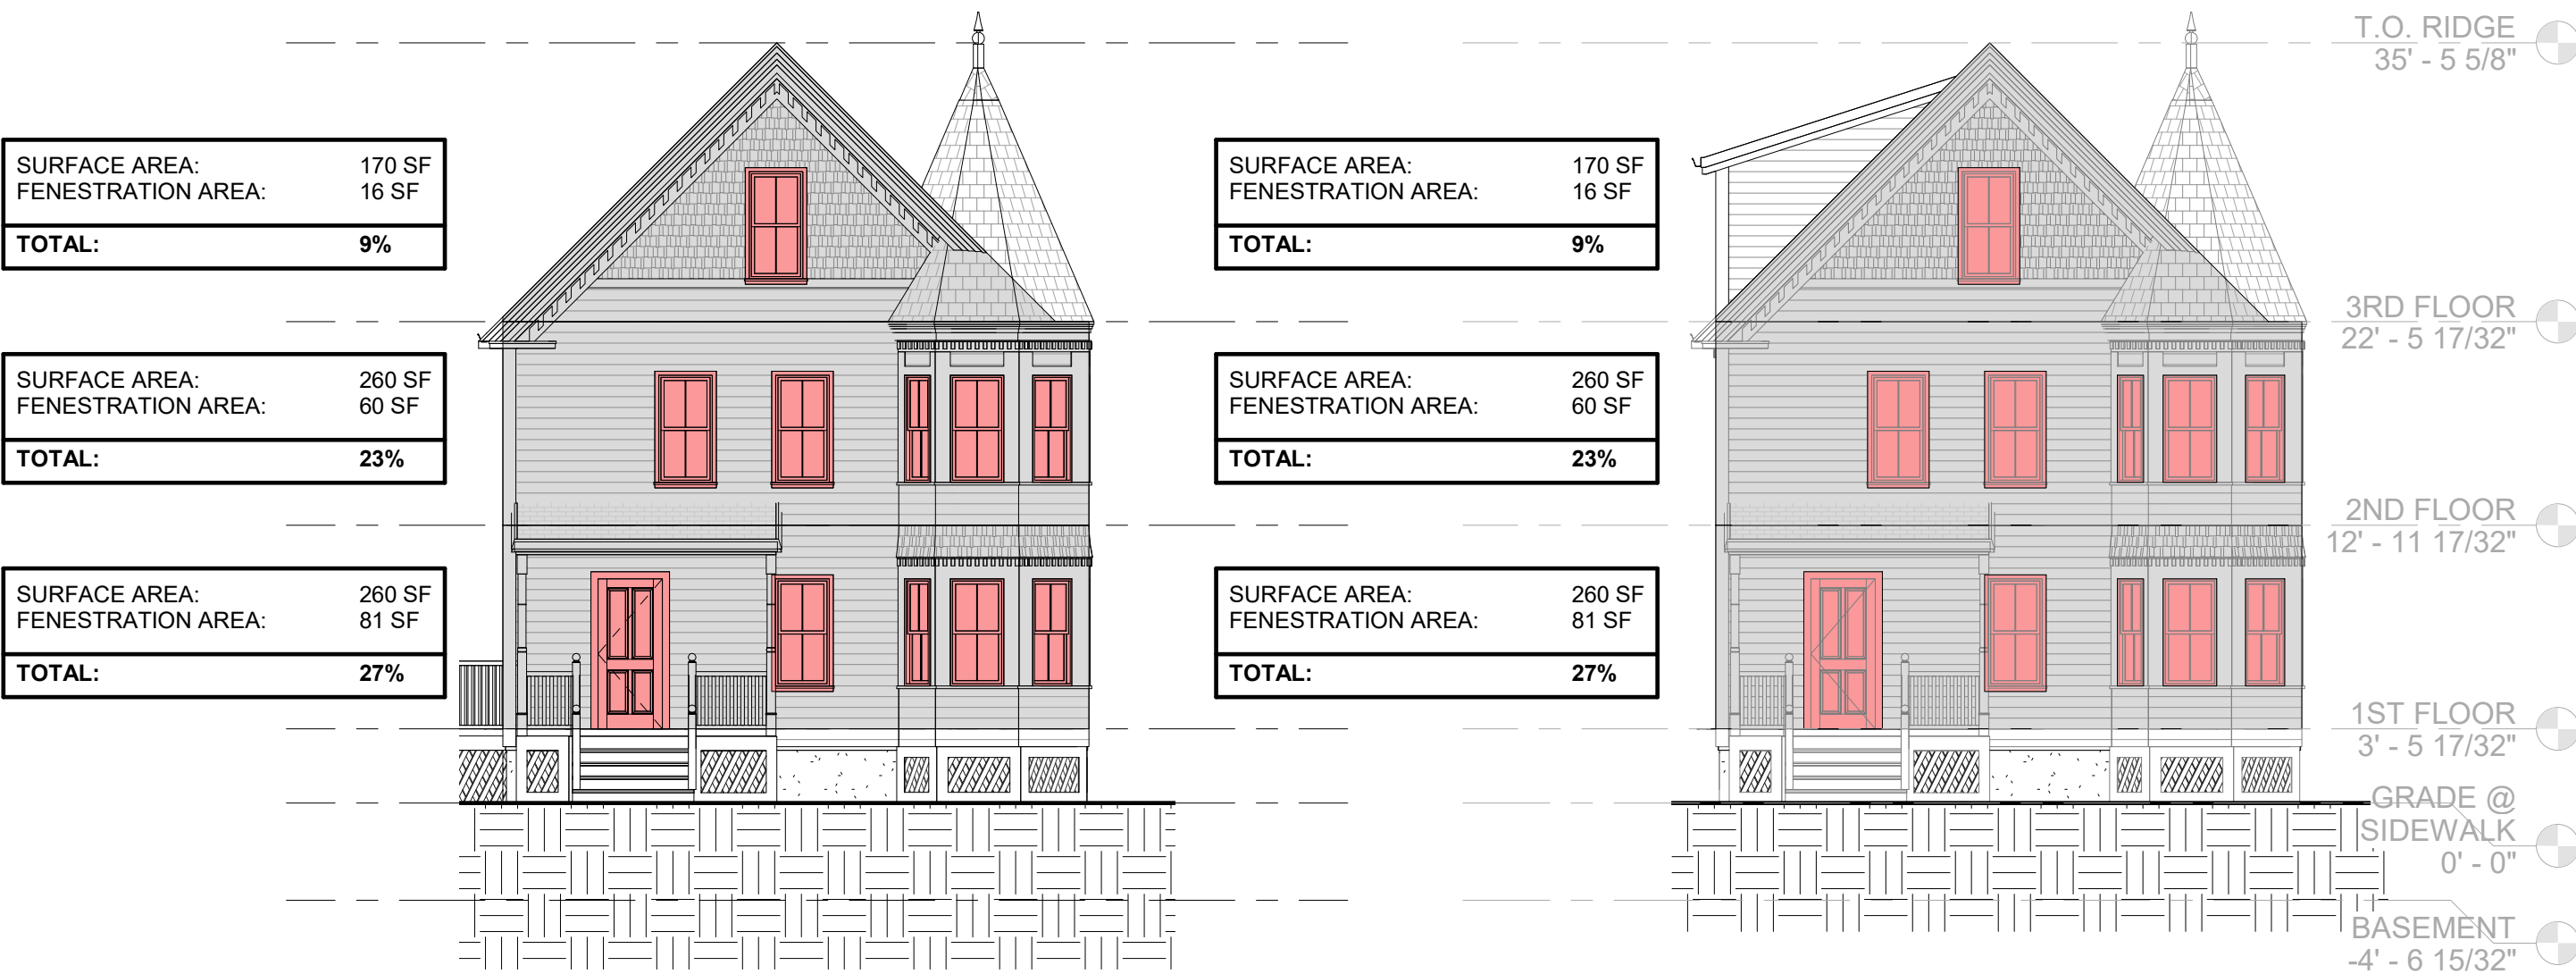 SURFACE AREA: 170 SF
FENESTRATION AREA: 16 SF
TOTAL: 9%
SURFACE AREA: 260 SF
FENESTRATION AREA: 60 SF
TOTAL: 23%
SURFACE AREA: 260 SF
FENESTRATION AREA: 81 SF
TOTAL: 27%
SURFACE AREA: 170 SF
FENESTRATION AREA: 16 SF
TOTAL: 9%
SURFACE AREA: 260 SF
FENESTRATION AREA: 60 SF
TOTAL: 23%
SURFACE AREA: 260 SF
FENESTRATION AREA: 81 SF
TOTAL: 27%
T.O. RIDGE
35' - 5 5/8"
3RD FLOOR
22' - 5 17/32"
2ND FLOOR
12' - 11 17/32"
1ST FLOOR
3' - 5 17/32"
GRADE @
SIDEWALK
0' - 0"
BASEMENT
-4' - 6 15/32"